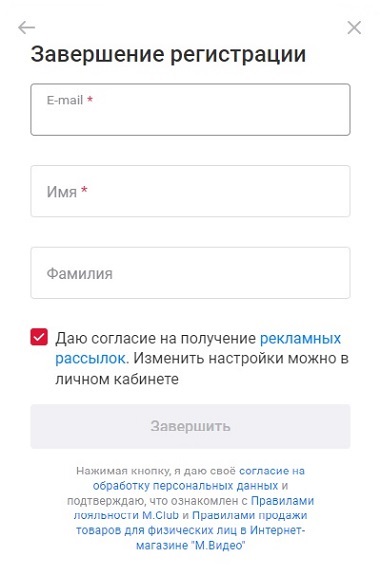 Завершение регистрации
E-mail *
Имя *
Фамилия
Даю согласие на получение рекламных
рассылок. Изменить настройки можно в
личном кабинете
Завершить
Нажимая кнопку, я даю своё согласие на
обработку персональных данных и
подтверждаю, что ознакомлен с Правилами
лояльности M.Club и Правилами продажи
товаров для физических лиц в Интернет-
магазине "М.Видео"